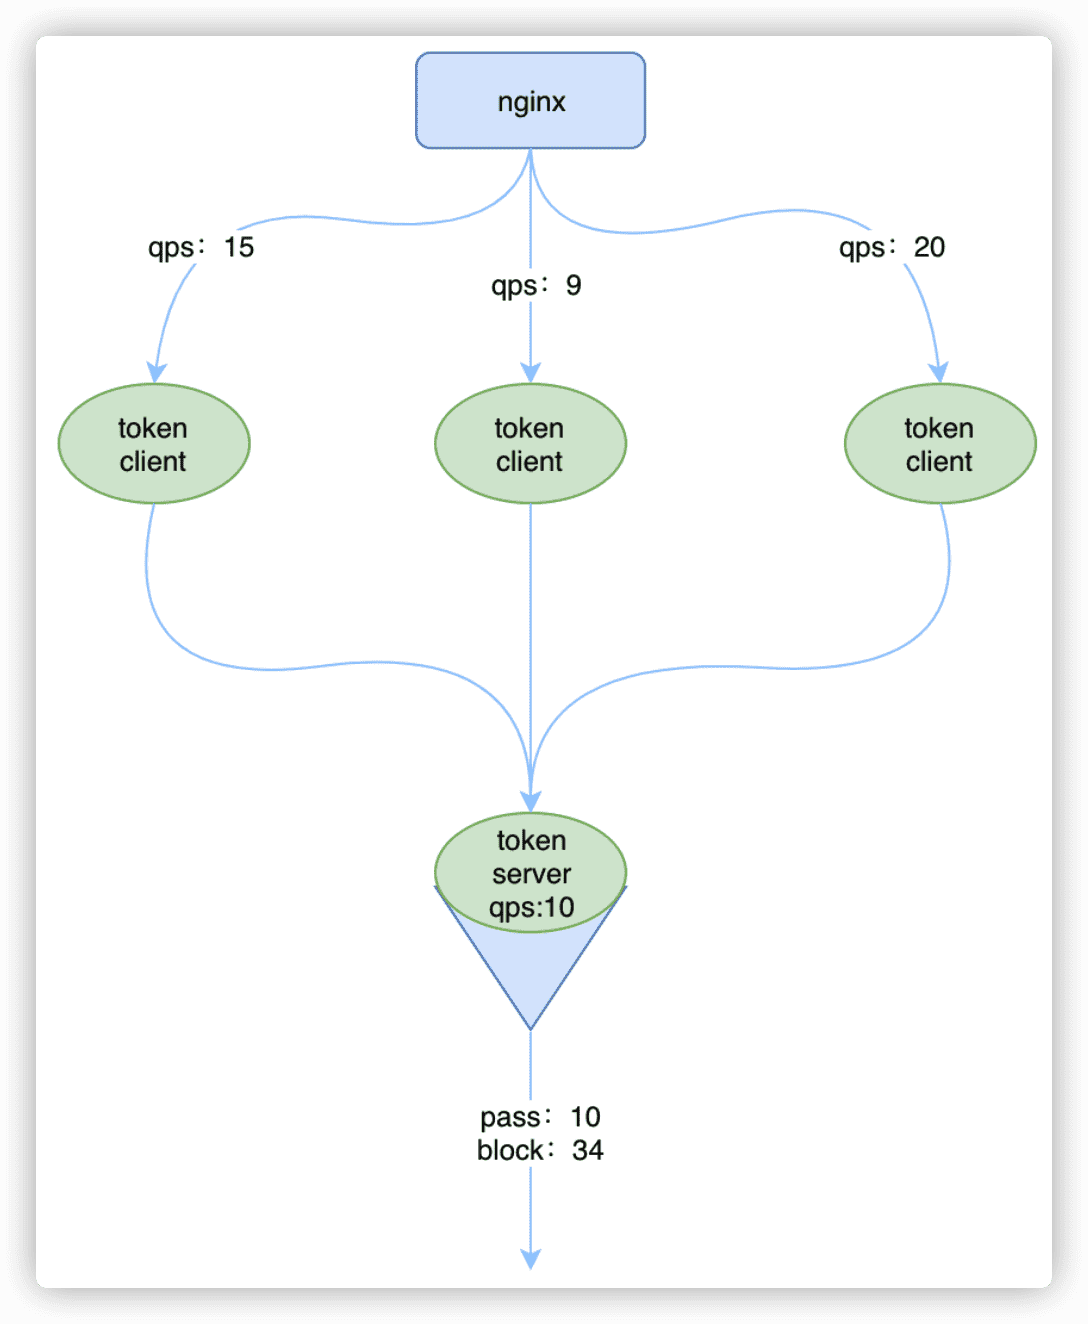 nginx
qps：15
qps：9
qps：20
token
client
token
client
token
client
token
server
qps:10
pass：10
block：34